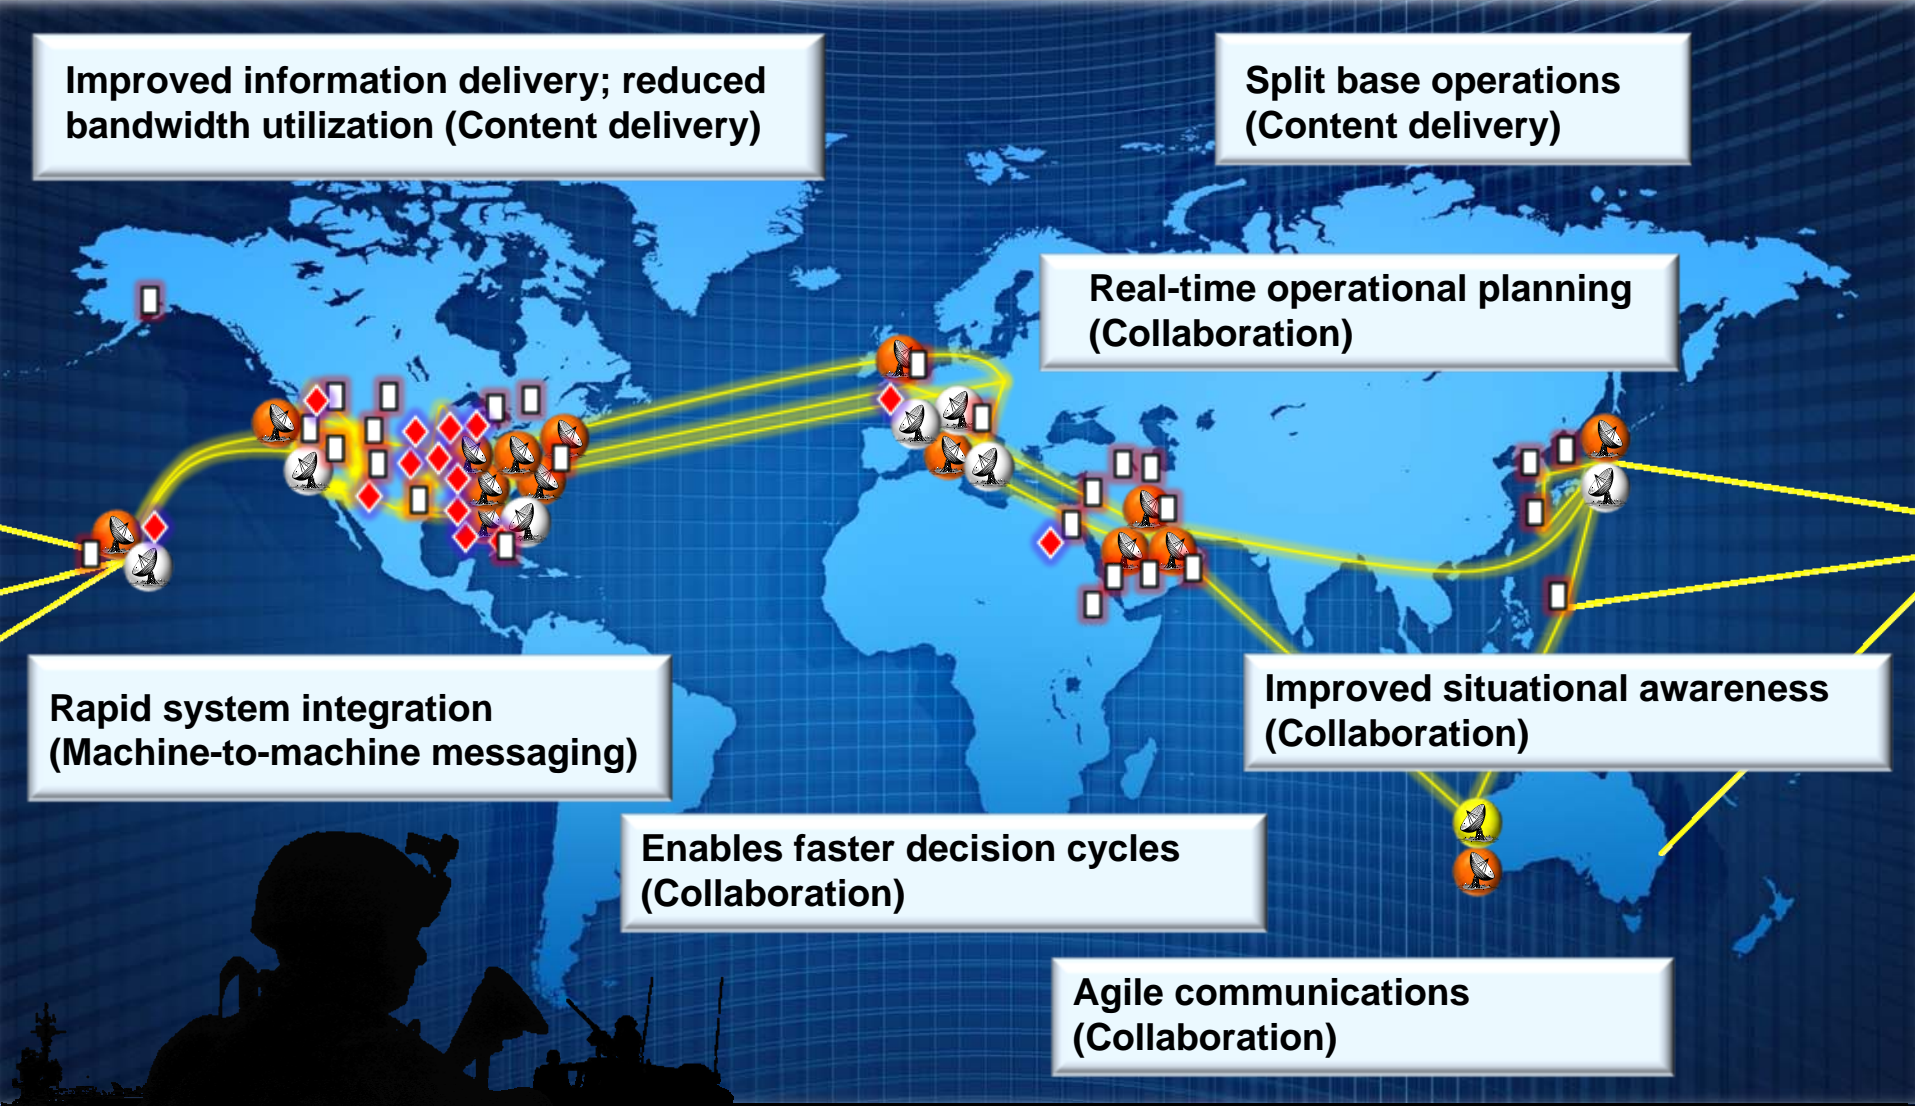 Improved information delivery; reduced
bandwidth utilization (Content delivery)
Split base operations
(Content delivery)
Real-time operational planning
(Collaboration)
Rapid system integration
(Machine-to-machine messaging)
Improved situational awareness
(Collaboration)
Enables faster decision cycles
(Collaboration)
Agile communications
(Collaboration)